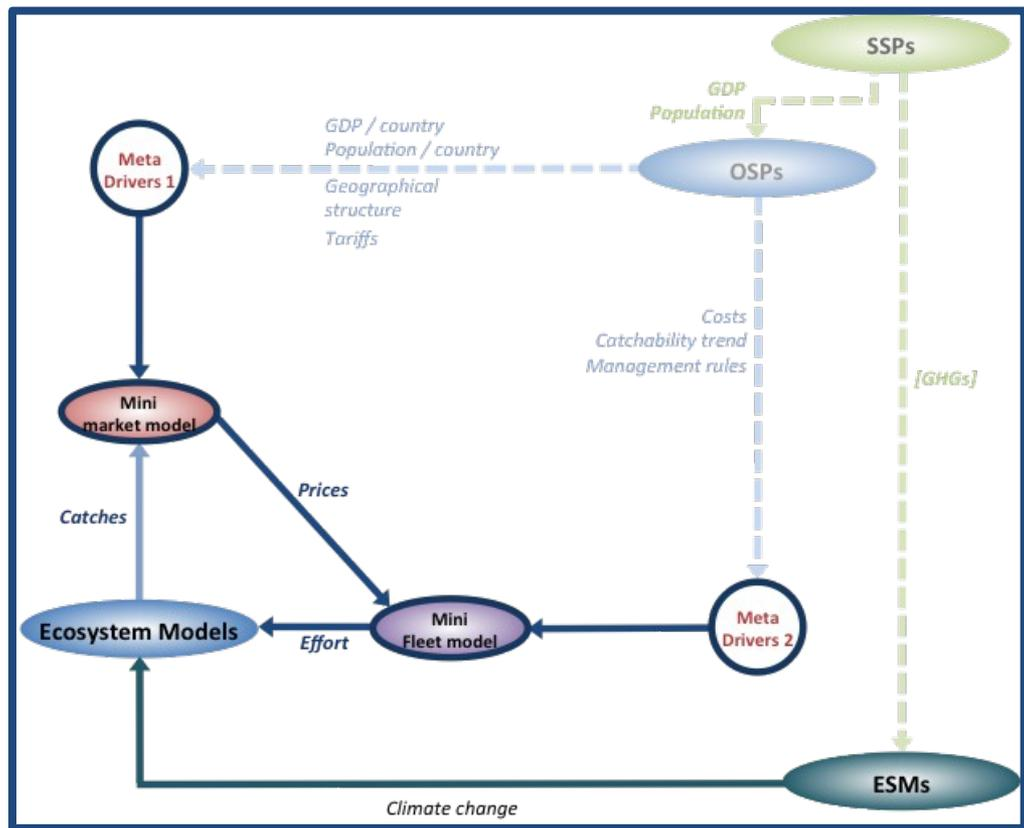 SSPs
GDP
Population
GDP / country
Population / country
Meta
Drivers 1
OSPs
Geographical
structure
Tariffs
Costs
Catchability trend
Management rules
[GHGs]
Mini
market model
Prices
Catches
Mini
Fleet model
Meta
Drivers 2
Ecosystem Models
Effort
ESMs
Climate change